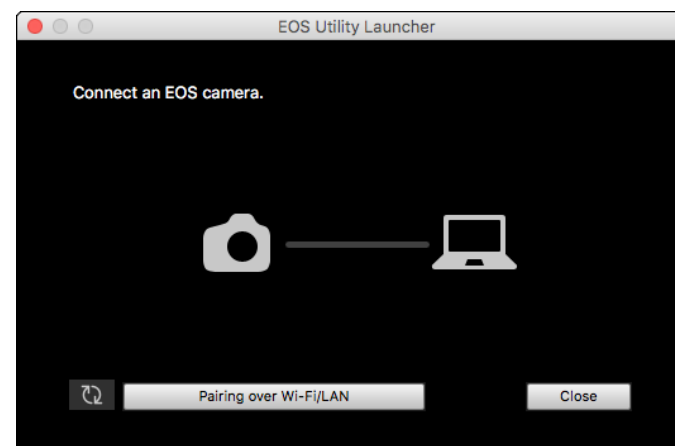 EOS Utility Launcher
Connect an EOS camera.
Pairing over Wi-Fi/LAN
Close